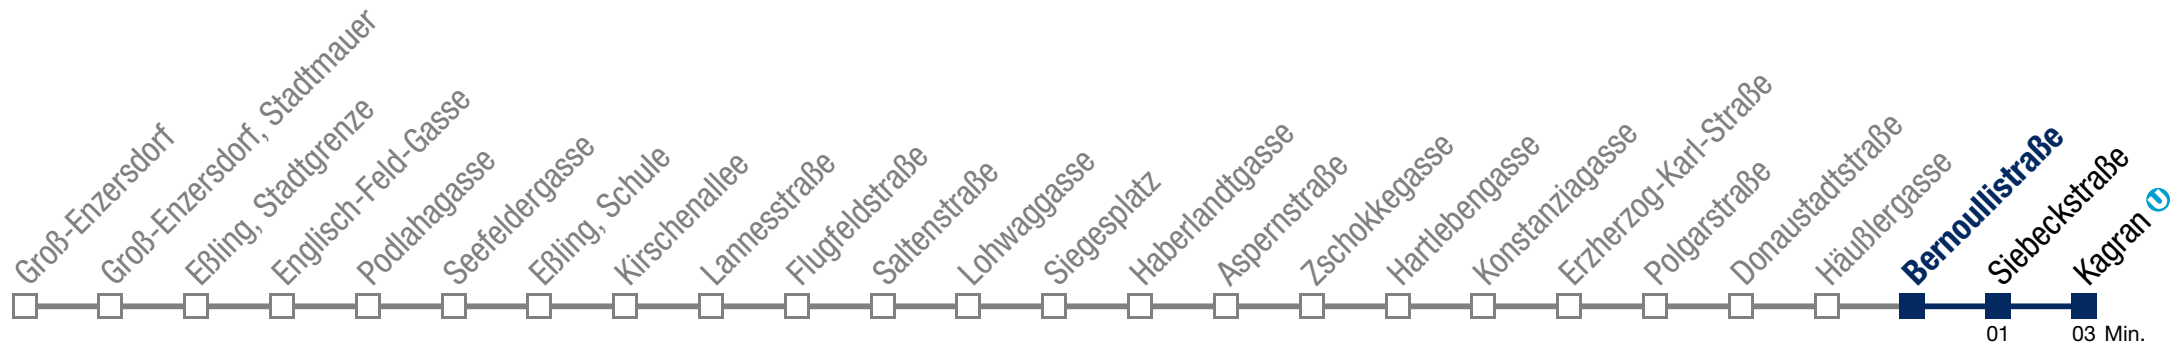 Groß-Enzersdorf
Groß-Enzersdorf, Stadtmauer
Eßling, Stadtgrenze
Englisch-Feld-Gasse
Podlahagasse
Seefeldergasse
Eßling, Schule
Kirschenallee
Lannesstraße
Flugfeldstraße
Saltenstraße
Lohwaggasse
Siegesplatz
Haberlandtgasse
Aspernstraße
Zschokkegasse
Hartlebengasse
Konstanziagasse
Erzherzog-Karl-Straße
Polgarstraße
Donaustadtstraße
Häußlergasse
Bernoullistraße
Siebeckstraße
Kagran U
01 03 Min.